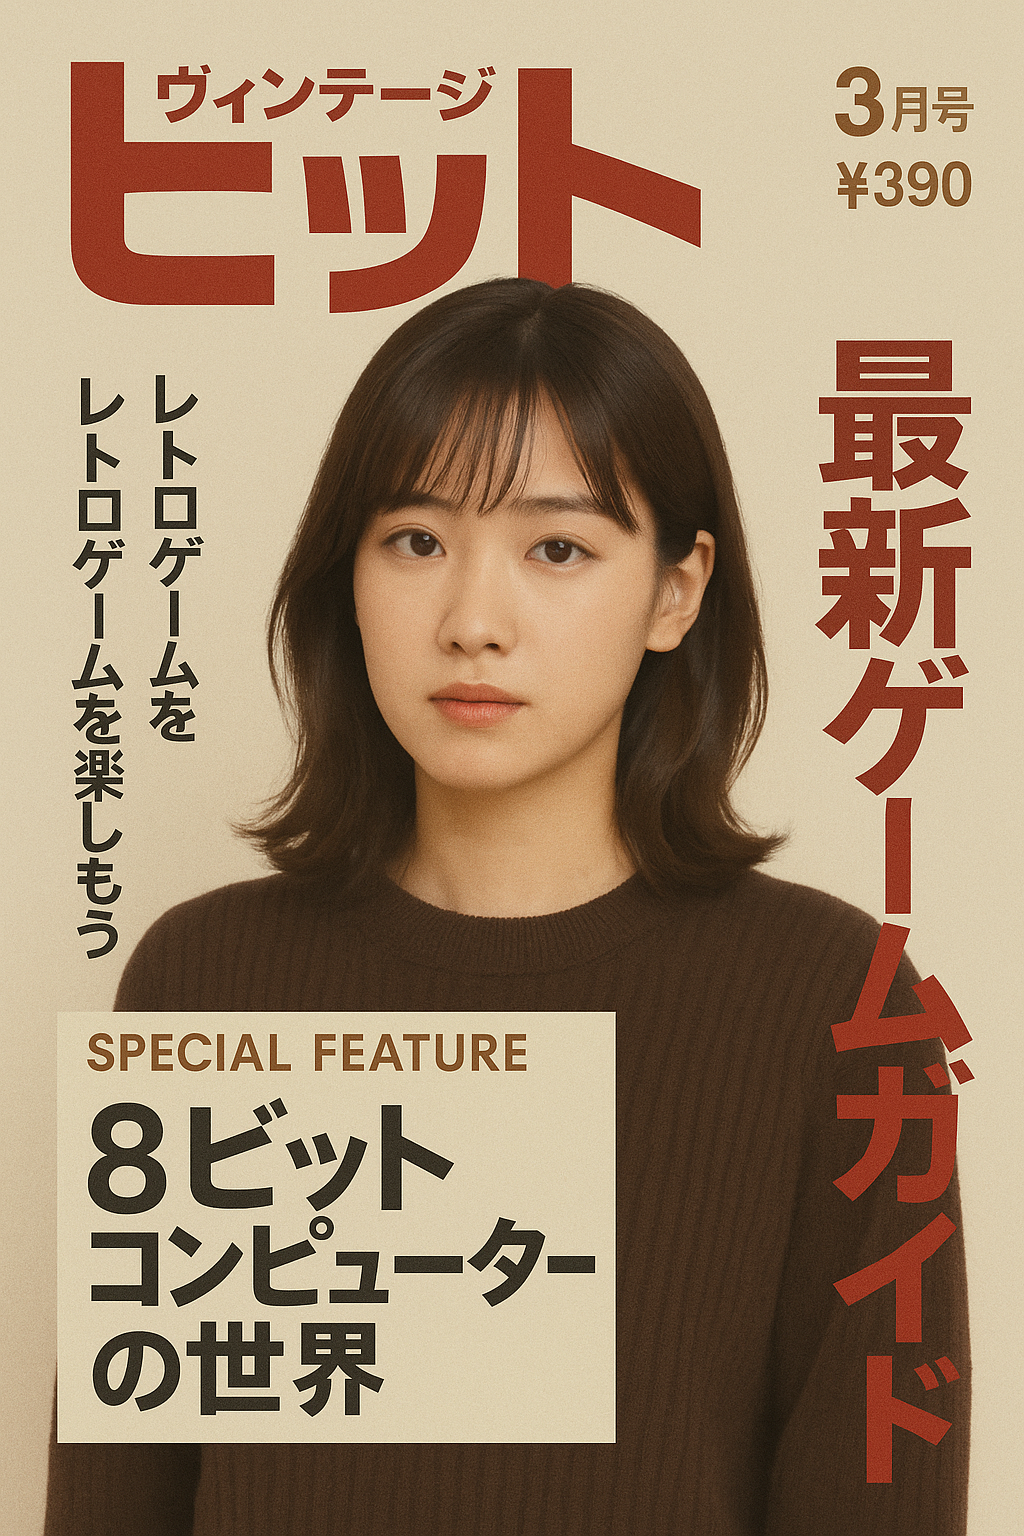 ヴィンテージ
ヒット
3月号
¥390
最新ゲームガイド
レトロゲームを
レトロゲームを楽しもう
SPECIAL FEATURE
8ビット
コンピューター
の世界